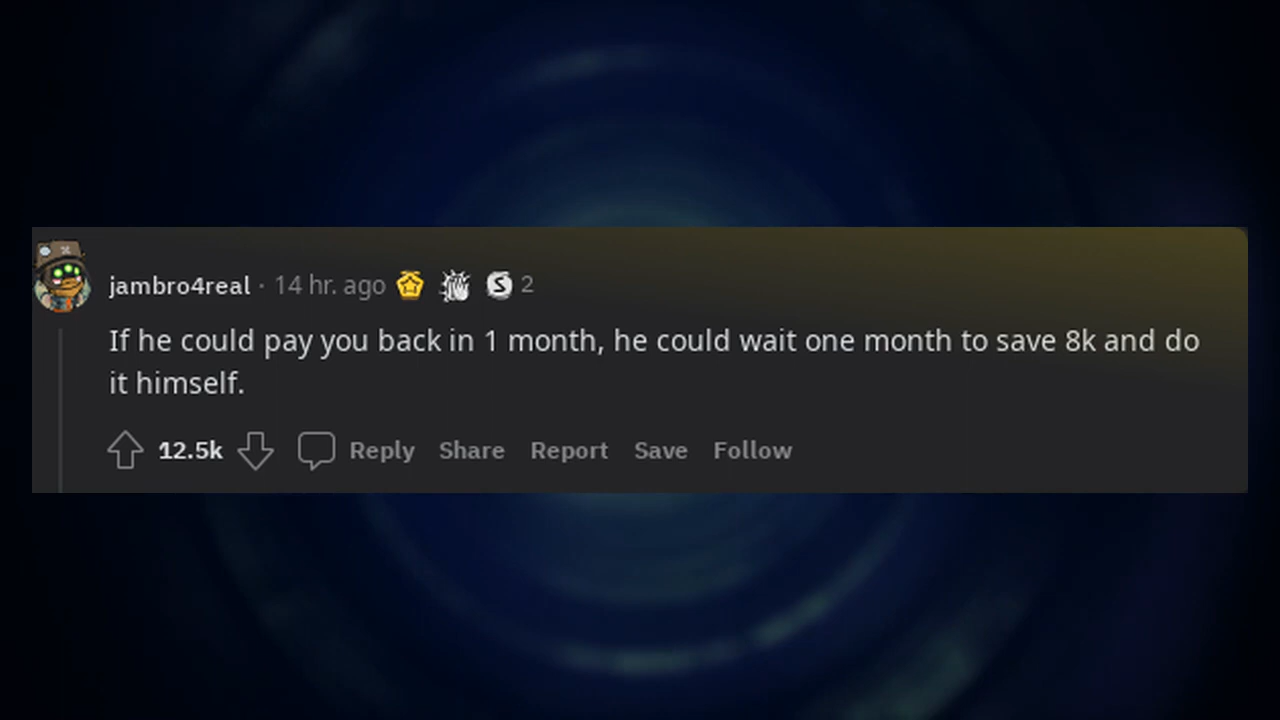 jambro4real · 14 hr. ago 2
If he could pay you back in 1 month, he could wait one month to save 8k and do
it himself.
12.5k Reply Share Report Save Follow